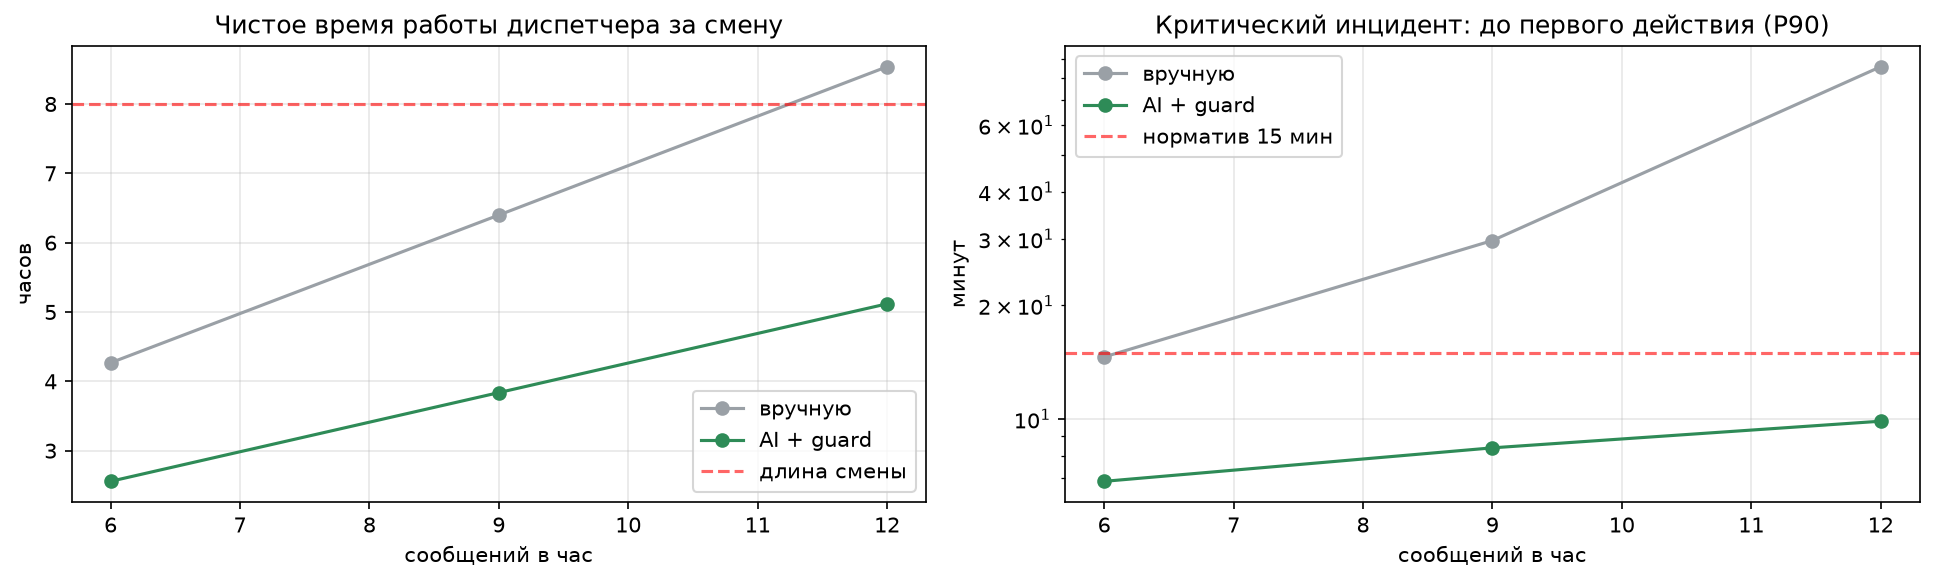 Чистое время работы диспетчера за смену
часов
8
7
6
5
4
3
6 7 8 9 10 11 12
сообщений в час
вручную
AI + guard
длина смены
Критический инцидент: до первого действия (P90)
минут
6 × 10¹
4 × 10¹
3 × 10¹
2 × 10¹
10¹
6 7 8 9 10 11 12
сообщений в час
вручную
AI + guard
норматив 15 мин